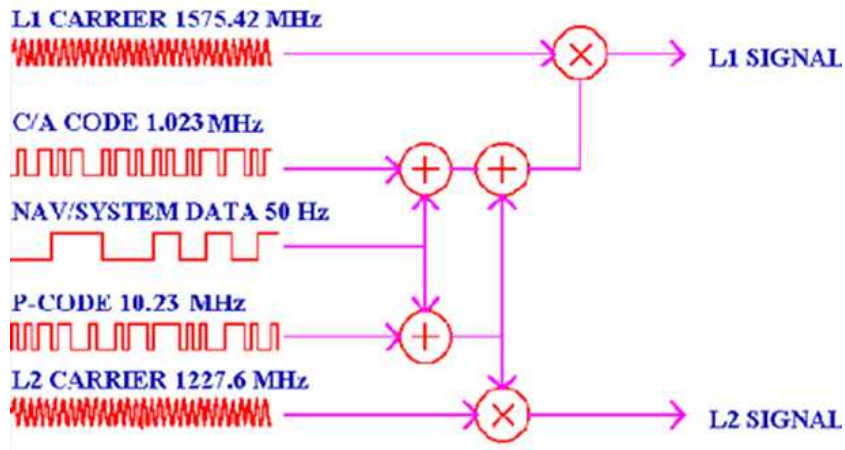 L1 CARRIER 1575.42 MHz
L1 SIGNAL
C/A CODE 1.023 MHz
NAV/SYSTEM DATA 50 Hz
P-CODE 10.23 MHz
L2 CARRIER 1227.6 MHz
L2 SIGNAL